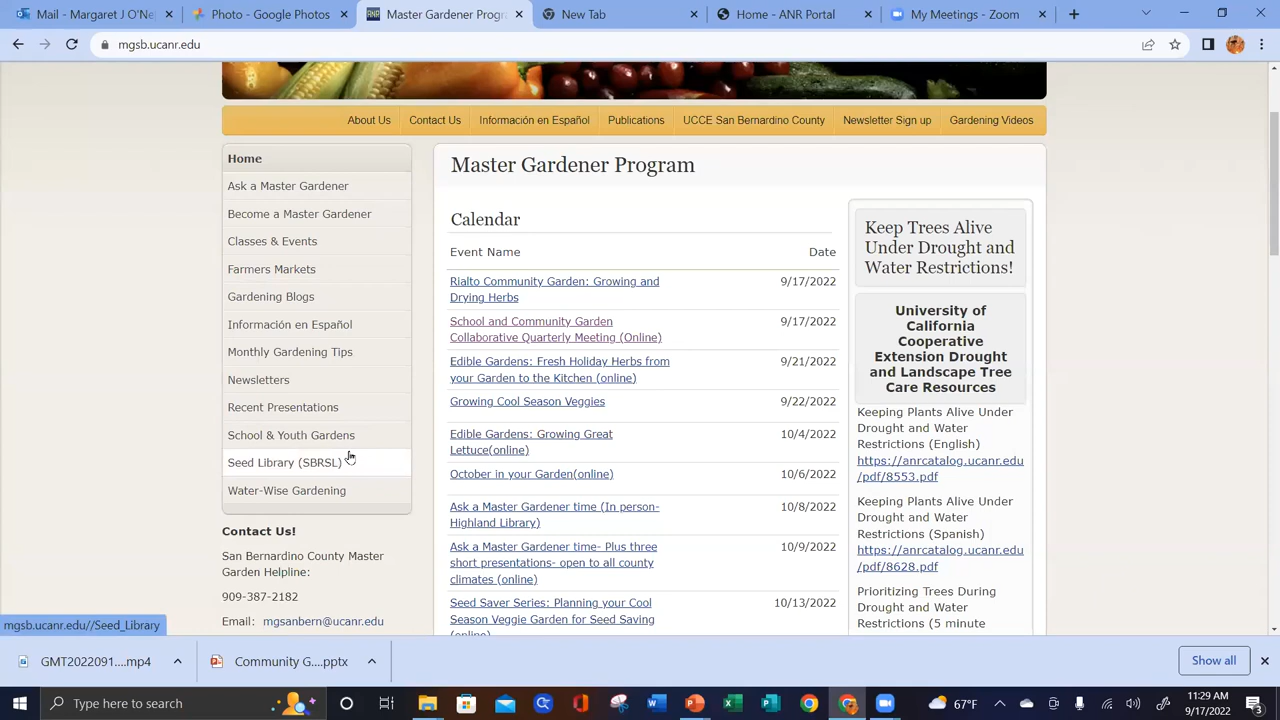 Mail - Margaret J O'Ne
Photos - Google Photos
Master Gardener Progra
New Tab
Home - ANR Portal
My Meetings - Zoom
mgsb.ucanr.edu
About Us
Contact Us
Información en Español
Publications
UCCE San Bernardino County
Newsletter Sign up
Gardening Videos
Home
Ask a Master Gardener
Become a Master Gardener
Classes & Events
Farmers Markets
Gardening Blogs
Información en Español
Monthly Gardening Tips
Newsletters
Recent Presentations
School & Youth Gardens
Seed Library (SBRSL)
Water-Wise Gardening
Contact Us!
San Bernardino County Master
Garden Helpline:
909-387-2182
Email: mgsanbern@ucanr.edu
Master Gardener Program
Calendar
Event Name Date
Rialto Community Garden: Growing and 9/17/2022
Drying Herbs
School and Community Garden 9/17/2022
Collaborative Quarterly Meeting (Online)
Edible Gardens: Fresh Holiday Herbs from 9/21/2022
your Garden to the Kitchen (online)
Growing Cool Season Veggies 9/22/2022
Edible Gardens: Growing Great 10/4/2022
Lettuce(online)
October in your Garden(online) 10/6/2022
Ask a Master Gardener time (In person- 10/8/2022
Highland Library)
Ask a Master Gardener time- Plus three 10/9/2022
short presentations- open to all county
climates (online)
Seed Saver Series: Planning your Cool 10/13/2022
Season Veggie Garden for Seed Saving
(online)
Keep Trees Alive
Under Drought and
Water Restrictions!
University of
California
Cooperative
Extension Drought
and Landscape Tree
Care Resources
Keeping Plants Alive Under
Drought and Water
Restrictions (English)
https://anrcatalog.ucanr.edu
/pdf/8553.pdf
Keeping Plants Alive Under
Drought and Water
Restrictions (Spanish)
https://anrcatalog.ucanr.edu
/pdf/8628.pdf
Prioritizing Trees During
Drought and Water
Restrictions (5 minute
mgsb.ucanr.edu//Seed_Library
GMT2022091....mp4
Community G....pptx
Show all
Type here to search
67°F
11:29 AM
9/17/2022